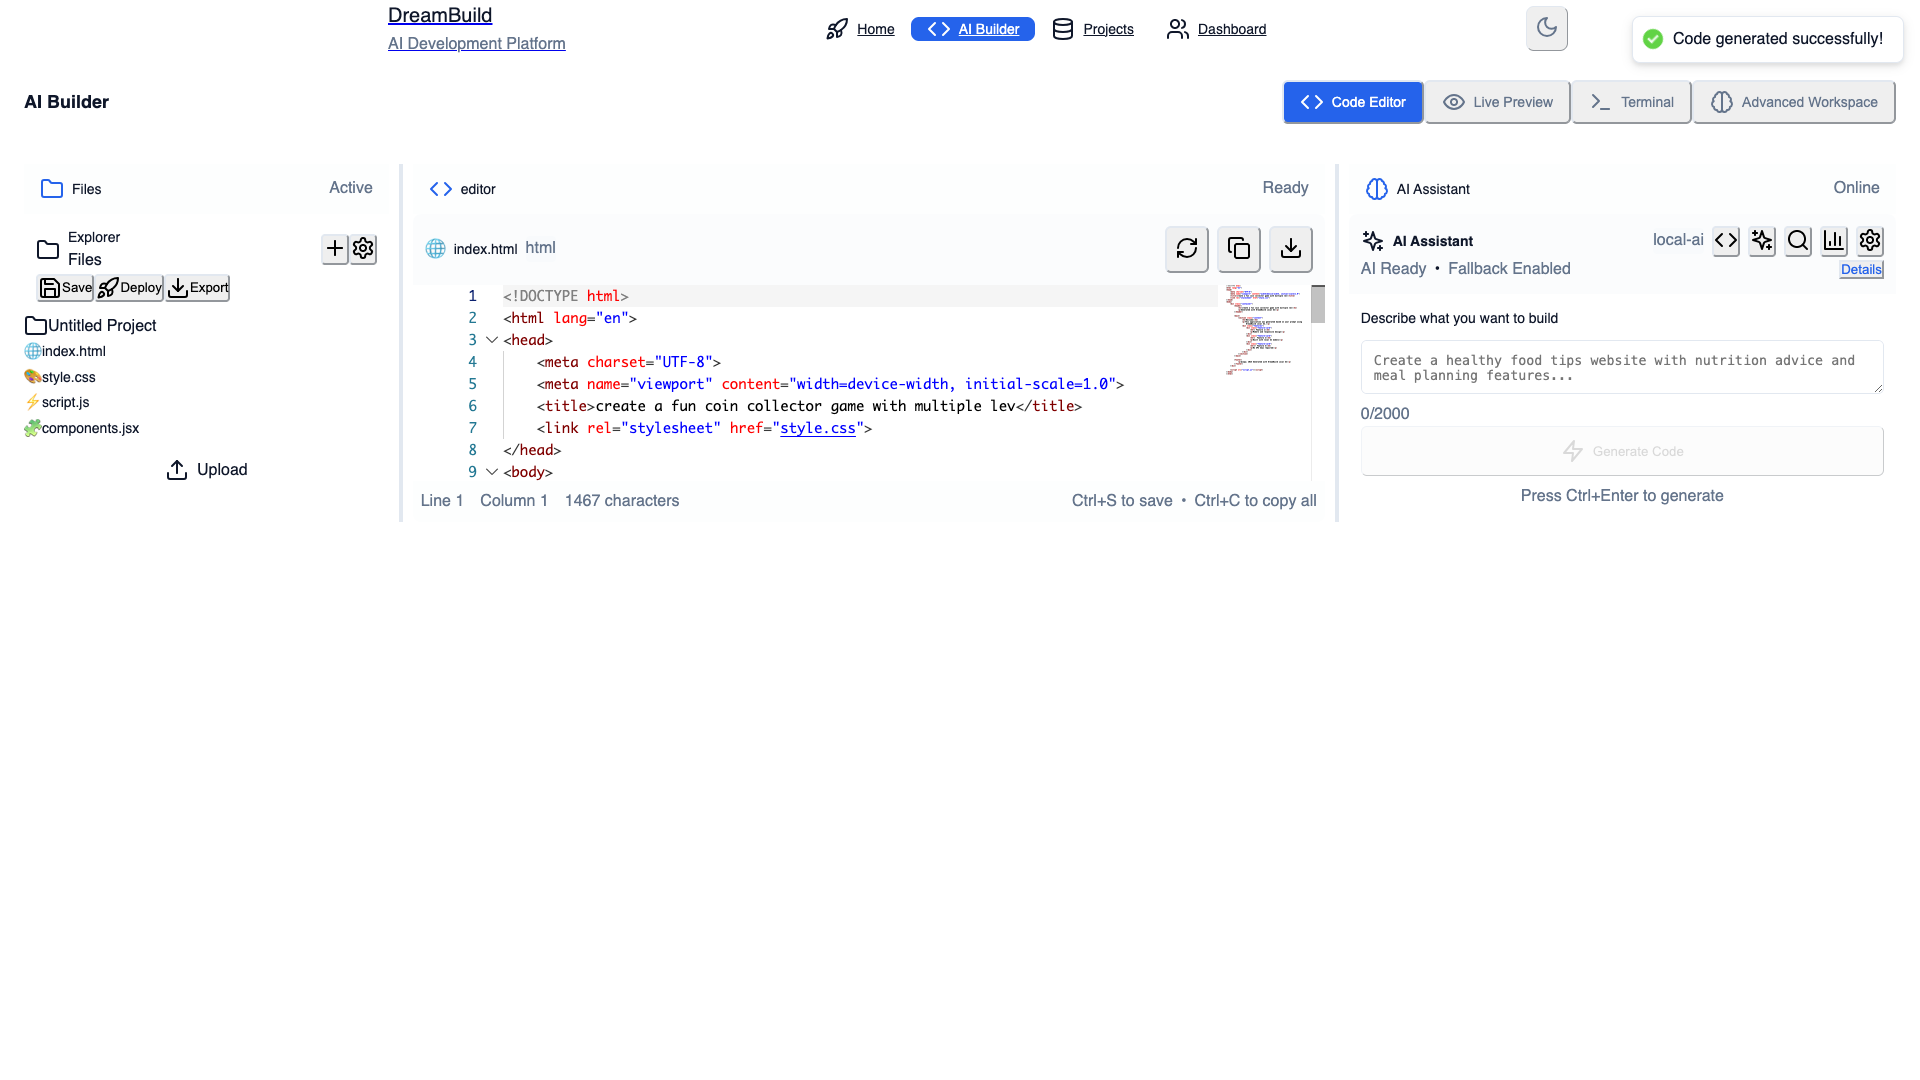 DreamBuild
AI Development Platform
Home
AI Builder
Projects
Dashboard
Code generated successfully!
AI Builder
Code Editor
Live Preview
Terminal
Advanced Workspace
Files
Active
Explorer
Files
Save
Deploy
Export
Untitled Project
index.html
style.css
script.js
components.jsx
Upload
editor
Ready
index.html html
1 <!DOCTYPE html>
2 <html lang="en">
3 <head>
4 <meta charset="UTF-8">
5 <meta name="viewport" content="width=device-width, initial-scale=1.0">
6 <title>create a fun coin collector game with multiple lev</title>
7 <link rel="stylesheet" href="style.css">
8 </head>
9 <body>
Line 1 Column 1 1467 characters
Ctrl+S to save • Ctrl+C to copy all
AI Assistant
Online
AI Assistant
local-ai
AI Ready • Fallback Enabled
Details
Describe what you want to build
Create a healthy food tips website with nutrition advice and
meal planning features...
0/2000
Generate Code
Press Ctrl+Enter to generate